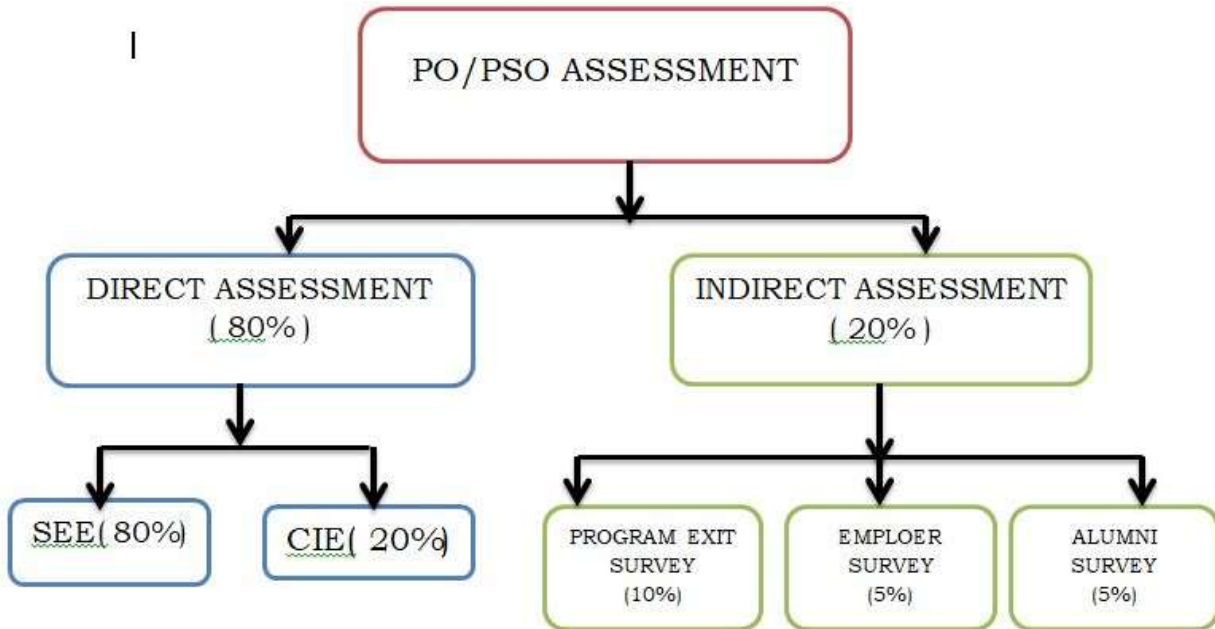 PO/PSO ASSESSMENT
DIRECT ASSESSMENT
( 80% )
INDIRECT ASSESSMENT
( 20% )
SEE( 80%)
CIE( 20%)
PROGRAM EXIT
SURVEY
(10%)
EMPLOER
SURVEY
(5%)
ALUMNI
SURVEY
(5%)